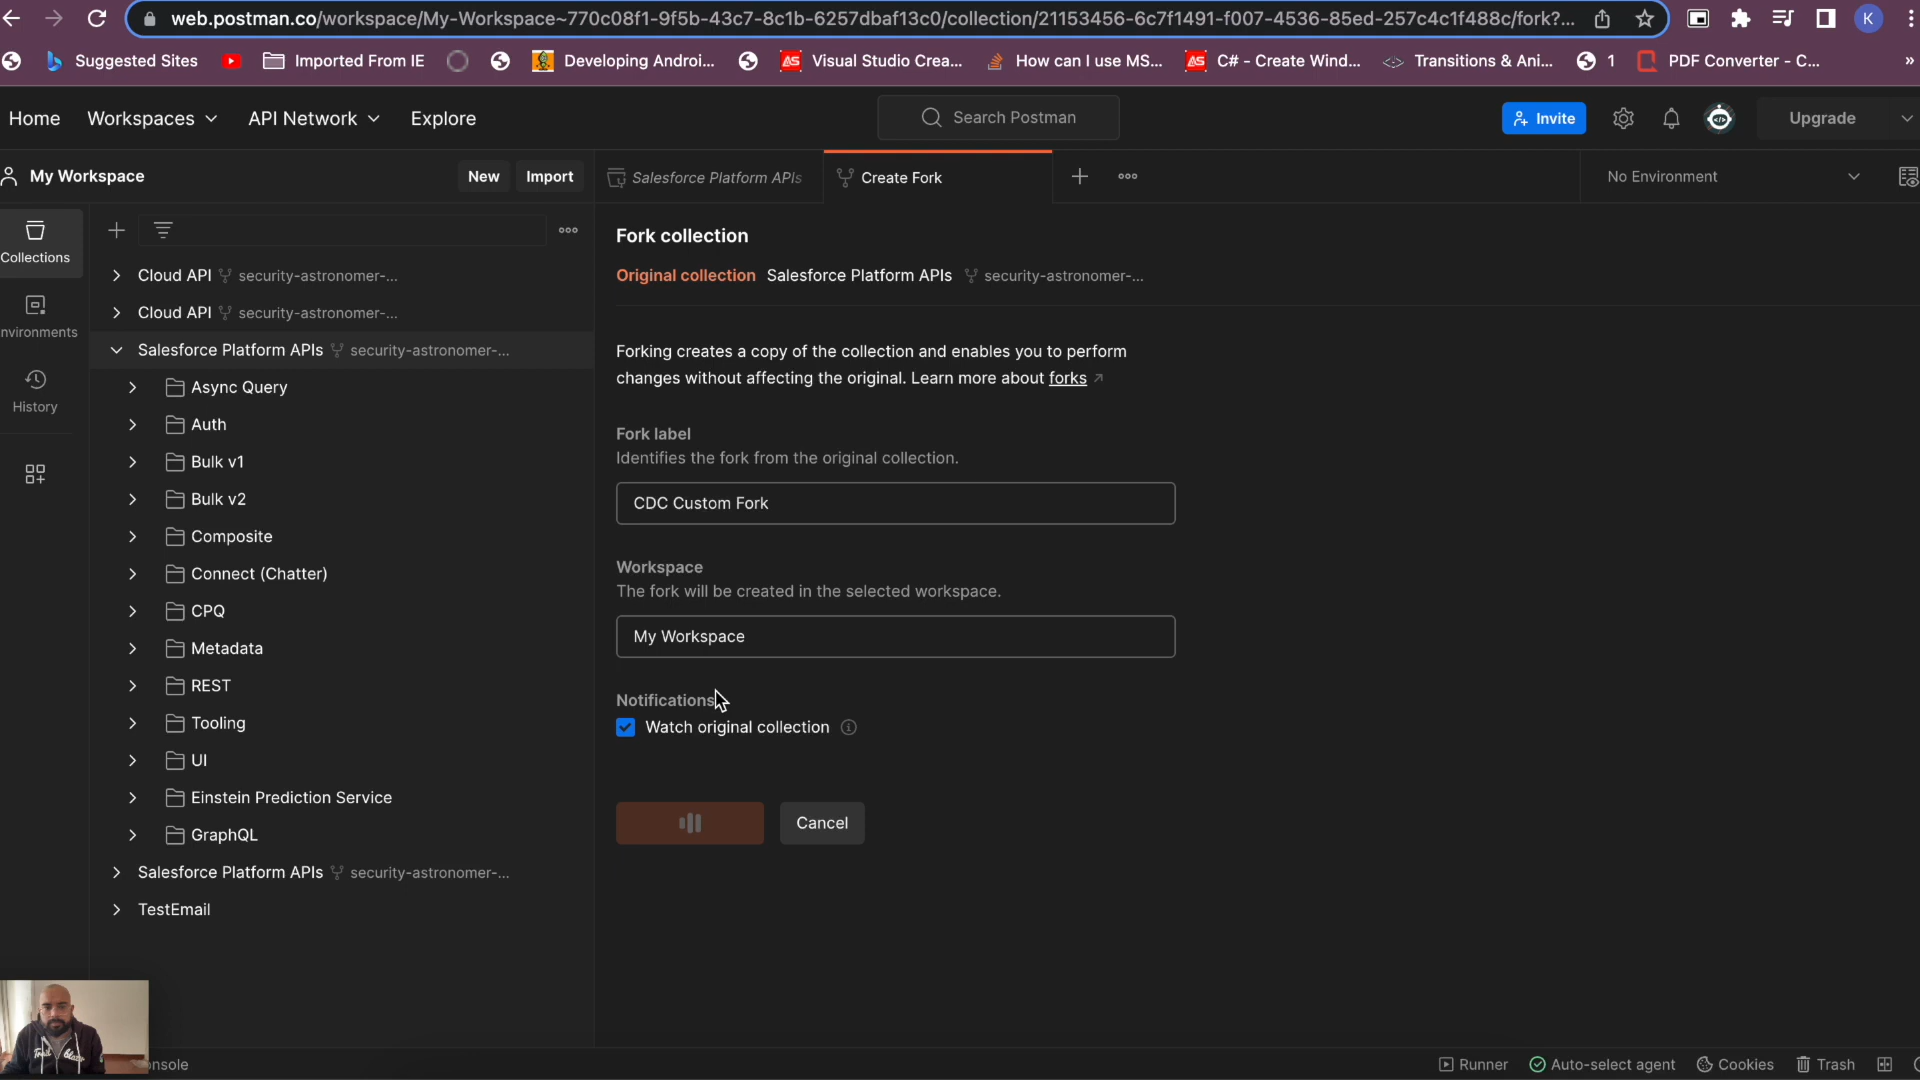 web.postman.co/workspace/My-Workspace~770c08f1-9f5b-43c7-8c1b-6257dbaf13c0/collection/21153456-6c7f1491-f007-4536-85ed-257c4c1f488c/fork?...
K
Suggested Sites
Imported From IE
Developing Androi...
Visual Studio Crea...
How can I use MS...
C# - Create Wind...
Transitions & Ani...
1
PDF Converter - C...
»
Home
Workspaces
API Network
Explore
Search Postman
Invite
Upgrade
My Workspace
New
Import
Salesforce Platform APIs
Create Fork
No Environment
Collections
nvironments
History
Cloud API security-astronomer-...
Cloud API security-astronomer-...
Salesforce Platform APIs security-astronomer-...
Async Query
Auth
Bulk v1
Bulk v2
Composite
Connect (Chatter)
CPQ
Metadata
REST
Tooling
UI
Einstein Prediction Service
GraphQL
Salesforce Platform APIs security-astronomer-...
TestEmail
Fork collection
Original collection Salesforce Platform APIs security-astronomer-...
Forking creates a copy of the collection and enables you to perform
changes without affecting the original. Learn more about forks
Fork label
Identifies the fork from the original collection.
CDC Custom Fork
Workspace
The fork will be created in the selected workspace.
My Workspace
Notifications
Watch original collection
Cancel
onsole
Runner
Auto-select agent
Cookies
Trash